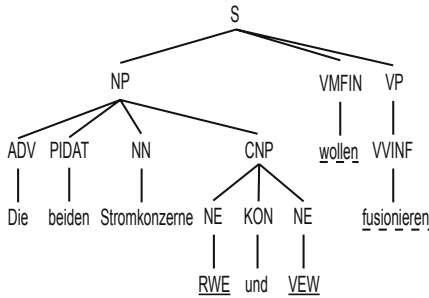 S
NP VMFIN VP
ADV PIDAT NN CNP wollen VVINF
Die beiden Stromkonzerne NE KON NE fusionieren
RWE und VEW